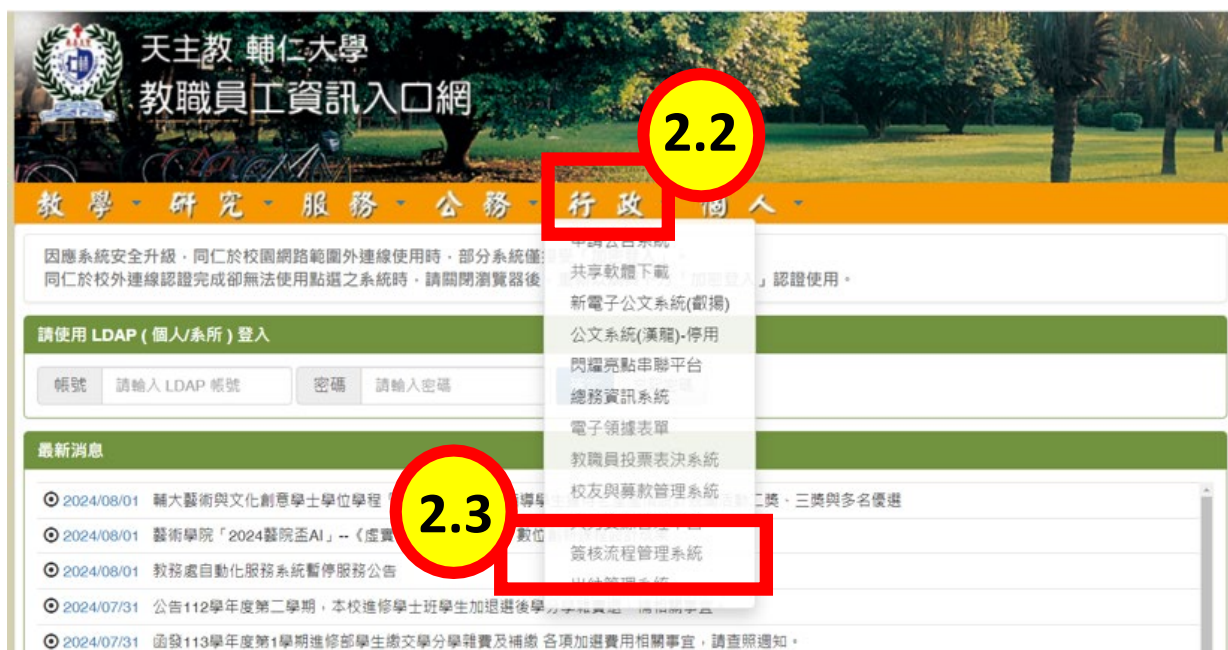 天主教 輔仁大學
教職員工資訊入口網
2.2
教學 研究 服務 公務 行政 個人
因應系統安全升級，同仁於校園網路範圍外連線使用時，部分系統僅
同仁於校外連線認證完成卻無法使用點選之系統時，請關閉瀏覽器後，
」認證使用。
申請公告系統
共享軟體下載
新電子公文系統(叡揚)
公文系統(漢龍)-停用
閃耀亮點串聯平台
總務資訊系統
電子領據表單
教職員投票表決系統
校友與募款管理系統
簽核流程管理系統
出納管理系統
請使用 LDAP ( 個人/系所 ) 登入
帳號 請輸入 LDAP 帳號 密碼 請輸入密碼
最新消息
2.3
2024/08/01 輔大藝術與文化創意學士學位學程
二獎、三獎與多名優選
2024/08/01 藝術學院「2024藝院盃AI」--《虛實
數位
2024/08/01 教務處自動化服務系統暫停服務公告
2024/07/31 公告112學年度第二學期，本校進修學士班學生加退選後學分學雜費退
2024/07/31 函發113學年度第1學期進修部學生繳交學分學雜費及補繳 各項加選費用相關事宜，請查照週知。